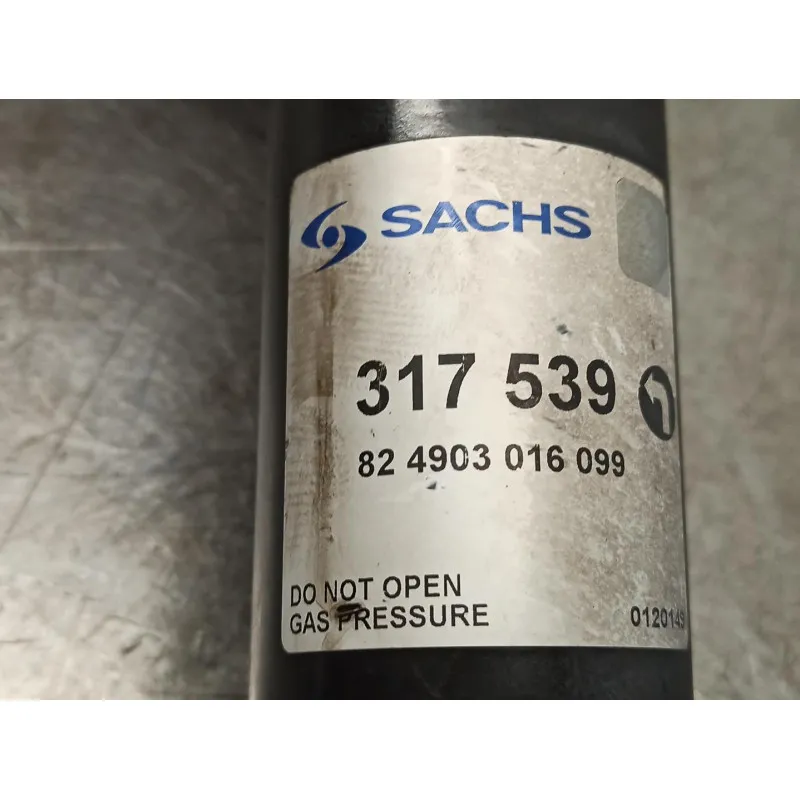 SACHS
317 539
82 4903 016 099
DO NOT OPEN
GAS PRESSURE
012014